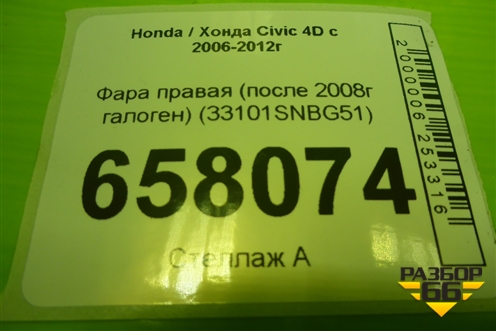 Honda / Хонда Civic 4D с
2006-2012г
Фара правая (после 2008г
галоген) (33101SNBG51)
658074
Стеллаж А
2000006253316
РАЗБОР
66